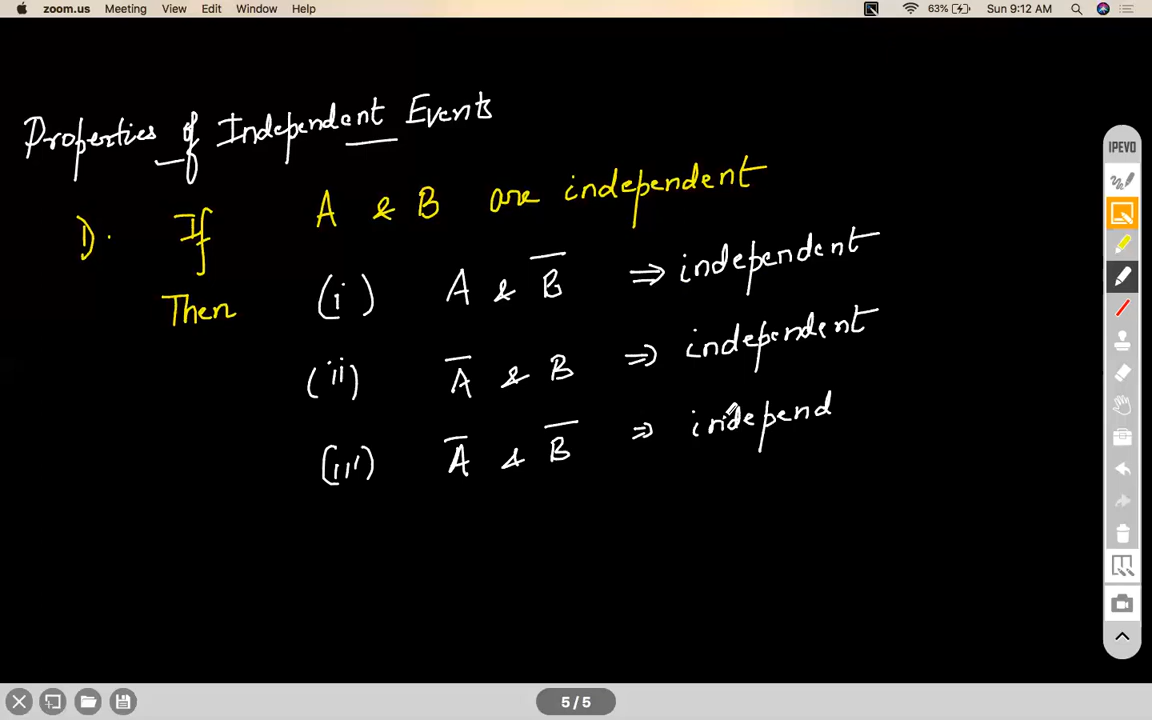 zoom.us Meeting View Edit Window Help 63% Sun 9:12 AM
Properties of Independent Events
1). If A & B are independent
Then (i) A & B̅ ⇒ independent
(ii) A̅ & B ⇒ independent
(iii) A̅ & B̅ ⇒ independ
IPEVO
5/5